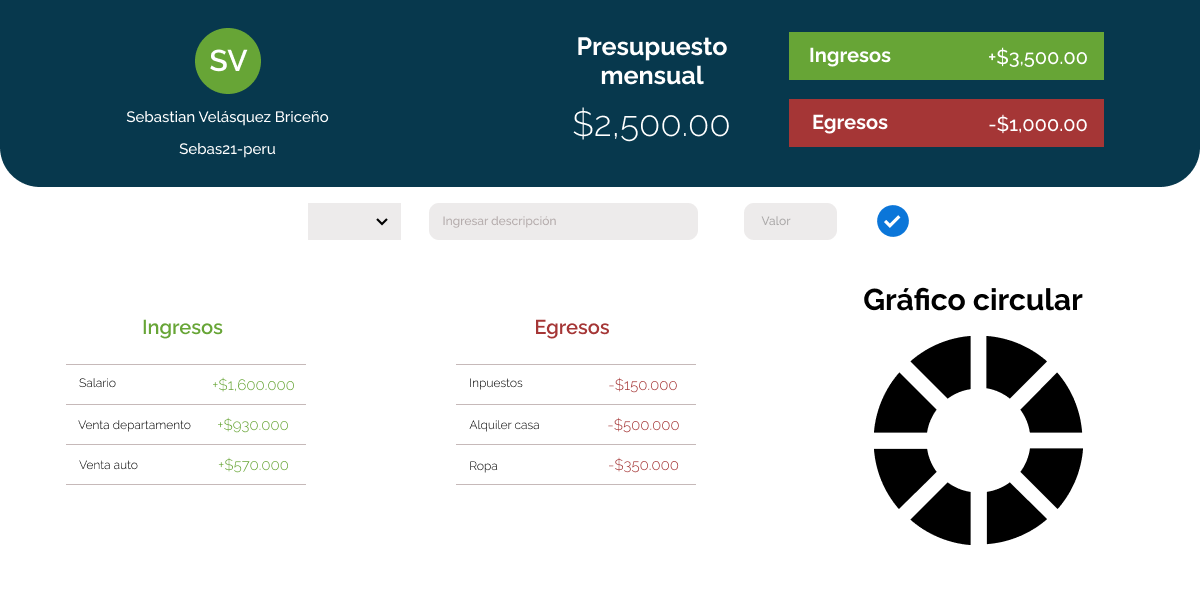 SV
Sebastian Velásquez Briceño
Sebas21-peru
Presupuesto
mensual
$2,500.00
Ingresos +$3,500.00
Egresos -$1,000.00
Ingresar descripción
Valor
Ingresos
Salario +$1,600.000
Venta departamento +$930.000
Venta auto +$570.000
Egresos
Inpuestos -$150.000
Alquiler casa -$500.000
Ropa -$350.000
Gráfico circular